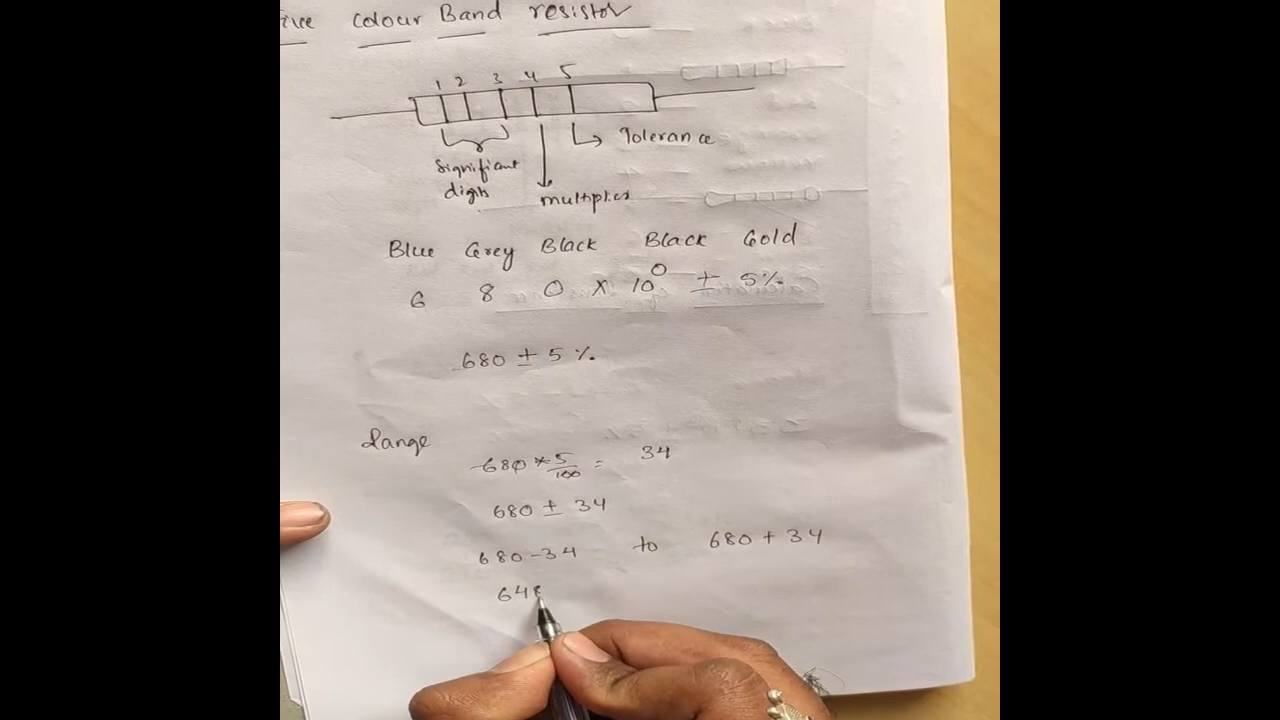 five Colour Band resistor
1 2 3 4 5
Tolerance
Significant
digits
multiplier
Blue Grey Black Black Gold
6 8 0 x 10⁰ ± 5%
680 ± 5 %
Range
680 * 5/100 = 34
680 ± 34
680 - 34 to 680 + 34
648